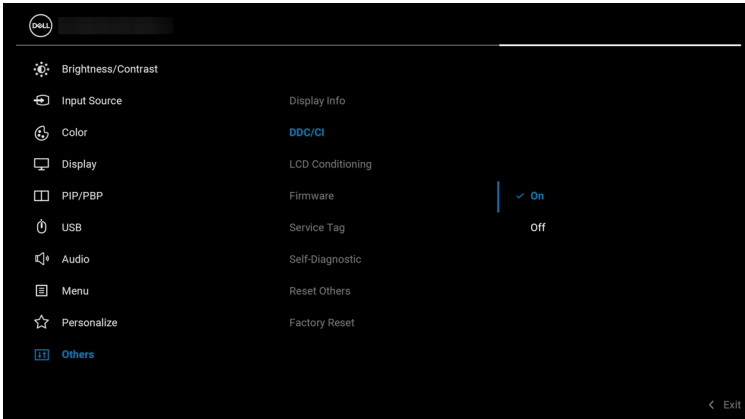 DELL
Brightness/Contrast
Input Source Display Info
Color DDC/CI
Display LCD Conditioning
PIP/PBP Firmware On
USB Service Tag Off
Audio Self-Diagnostic
Menu Reset Others
Personalize Factory Reset
Others
Exit